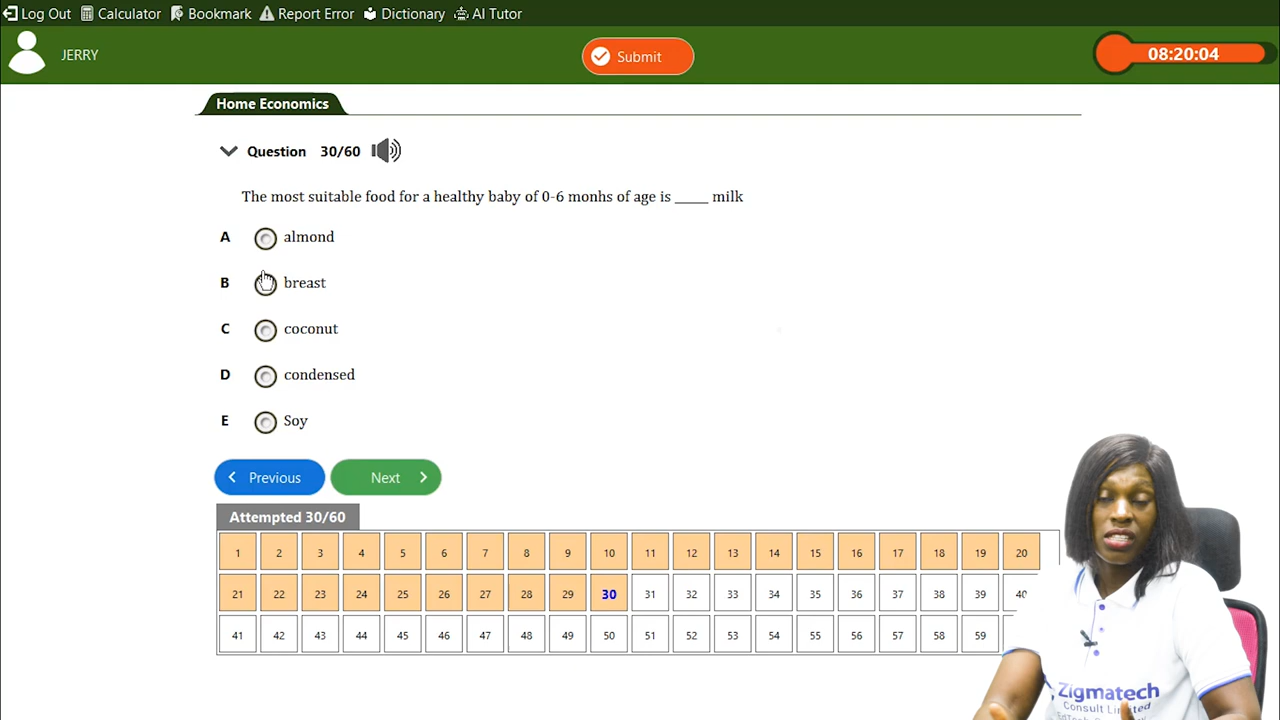 Log Out Calculator Bookmark Report Error Dictionary AI Tutor
JERRY
Submit
08:20:04
Home Economics
Question 30/60
The most suitable food for a healthy baby of 0-6 monhs of age is _____ milk
A almond
B breast
C coconut
D condensed
E Soy
Previous
Next
Attempted 30/60
1 2 3 4 5 6 7 8 9 10 11 12 13 14 15 16 17 18 19 20
21 22 23 24 25 26 27 28 29 30 31 32 33 34 35 36 37 38 39 40
41 42 43 44 45 46 47 48 49 50 51 52 53 54 55 56 57 58 59
Zigmatech
Consult Limited